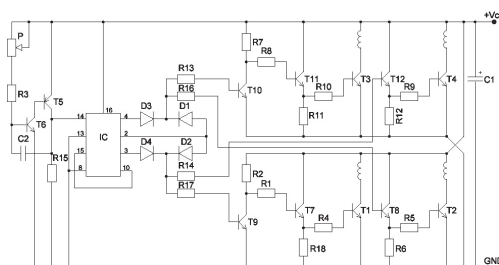 +Vc
P
R3
T5
T6
C2
R15
16
14
13
15
8
IC
4
2
3
10
D3
D1
D4
D2
R13
R16
R14
R17
R7
R8
T10
T11
R10
R11
T3
T12
R9
R12
T4
C1
+
R2
R1
T9
T7
R4
R18
T1
T8
R5
R6
T2
GND